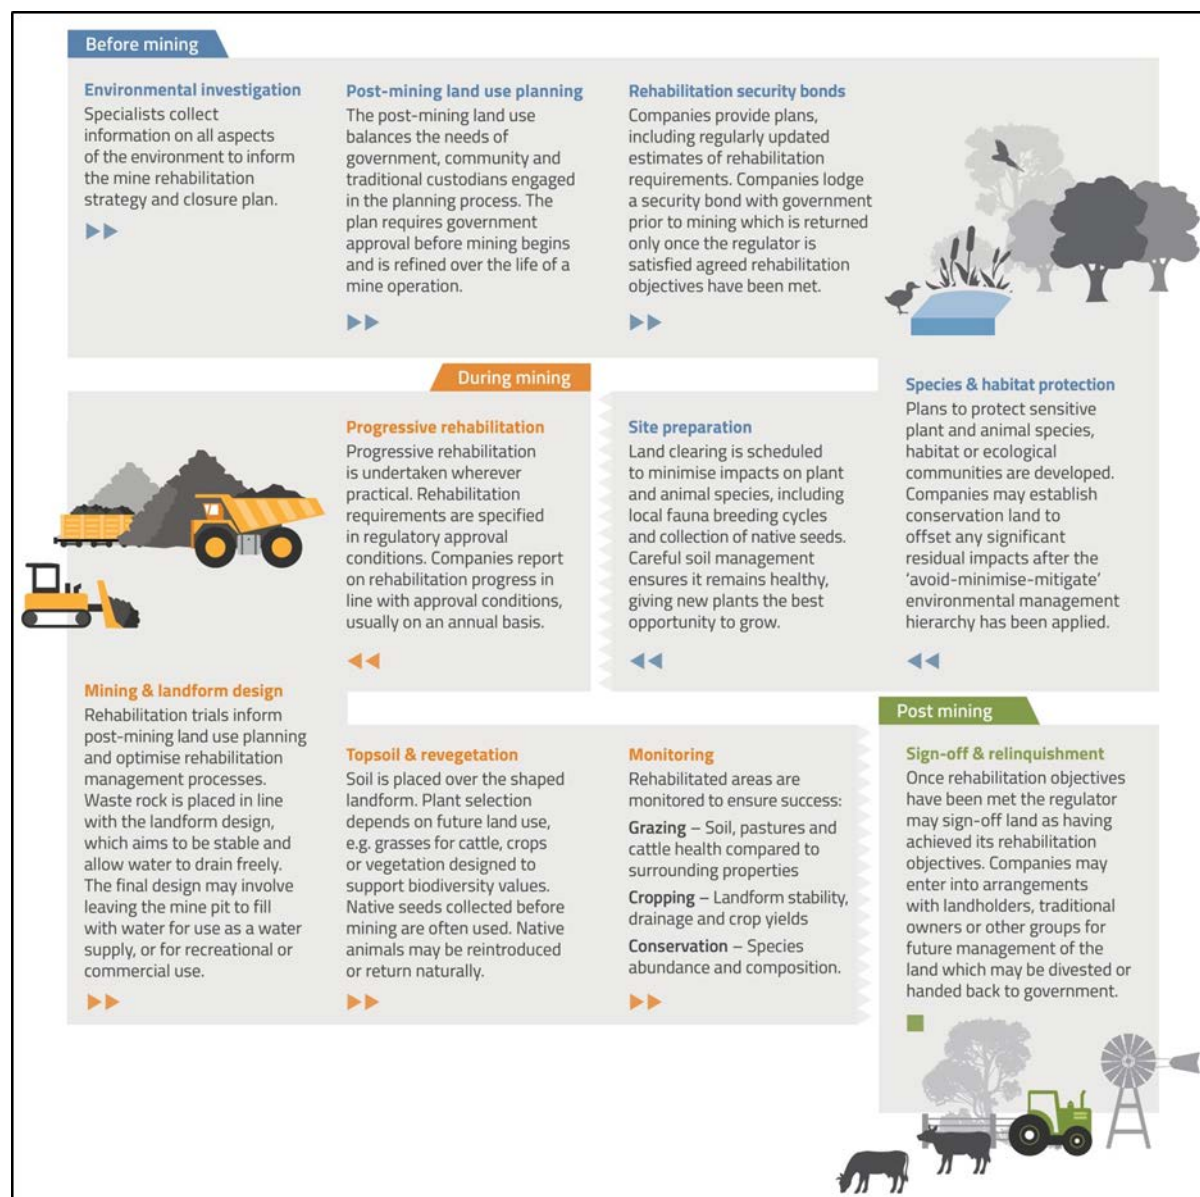 Before mining
Environmental investigation
Specialists collect
information on all aspects
of the environment to inform
the mine rehabilitation
strategy and closure plan.
Post-mining land use planning
The post-mining land use
balances the needs of
government, community and
traditional custodians engaged
in the planning process. The
plan requires government
approval before mining begins
and is refined over the life of a
mine operation.
Rehabilitation security bonds
Companies provide plans,
including regularly updated
estimates of rehabilitation
requirements. Companies lodge
a security bond with government
prior to mining which is returned
only once the regulator is
satisfied agreed rehabilitation
objectives have been met.
Species & habitat protection
Plans to protect sensitive
plant and animal species,
habitat or ecological
communities are developed.
Companies may establish
conservation land to
offset any significant
residual impacts after the
‘avoid-minimise-mitigate’
environmental management
hierarchy has been applied.
Site preparation
Land clearing is scheduled
to minimise impacts on plant
and animal species, including
local fauna breeding cycles
and collection of native seeds.
Careful soil management
ensures it remains healthy,
giving new plants the best
opportunity to grow.
During mining
Progressive rehabilitation
Progressive rehabilitation
is undertaken wherever
practical. Rehabilitation
requirements are specified
in regulatory approval
conditions. Companies report
on rehabilitation progress in
line with approval conditions,
usually on an annual basis.
Mining & landform design
Rehabilitation trials inform
post-mining land use planning
and optimise rehabilitation
management processes.
Waste rock is placed in line
with the landform design,
which aims to be stable and
allow water to drain freely.
The final design may involve
leaving the mine pit to fill
with water for use as a water
supply, or for recreational or
commercial use.
Topsoil & revegetation
Soil is placed over the shaped
landform. Plant selection
depends on future land use,
e.g. grasses for cattle, crops
or vegetation designed to
support biodiversity values.
Native seeds collected before
mining are often used. Native
animals may be reintroduced
or return naturally.
Monitoring
Rehabilitated areas are
monitored to ensure success:
Grazing – Soil, pastures and
cattle health compared to
surrounding properties
Cropping – Landform stability,
drainage and crop yields
Conservation – Species
abundance and composition.
Post mining
Sign-off & relinquishment
Once rehabilitation objectives
have been met the regulator
may sign-off land as having
achieved its rehabilitation
objectives. Companies may
enter into arrangements
with landholders, traditional
owners or other groups for
future management of the
land which may be divested or
handed back to government.